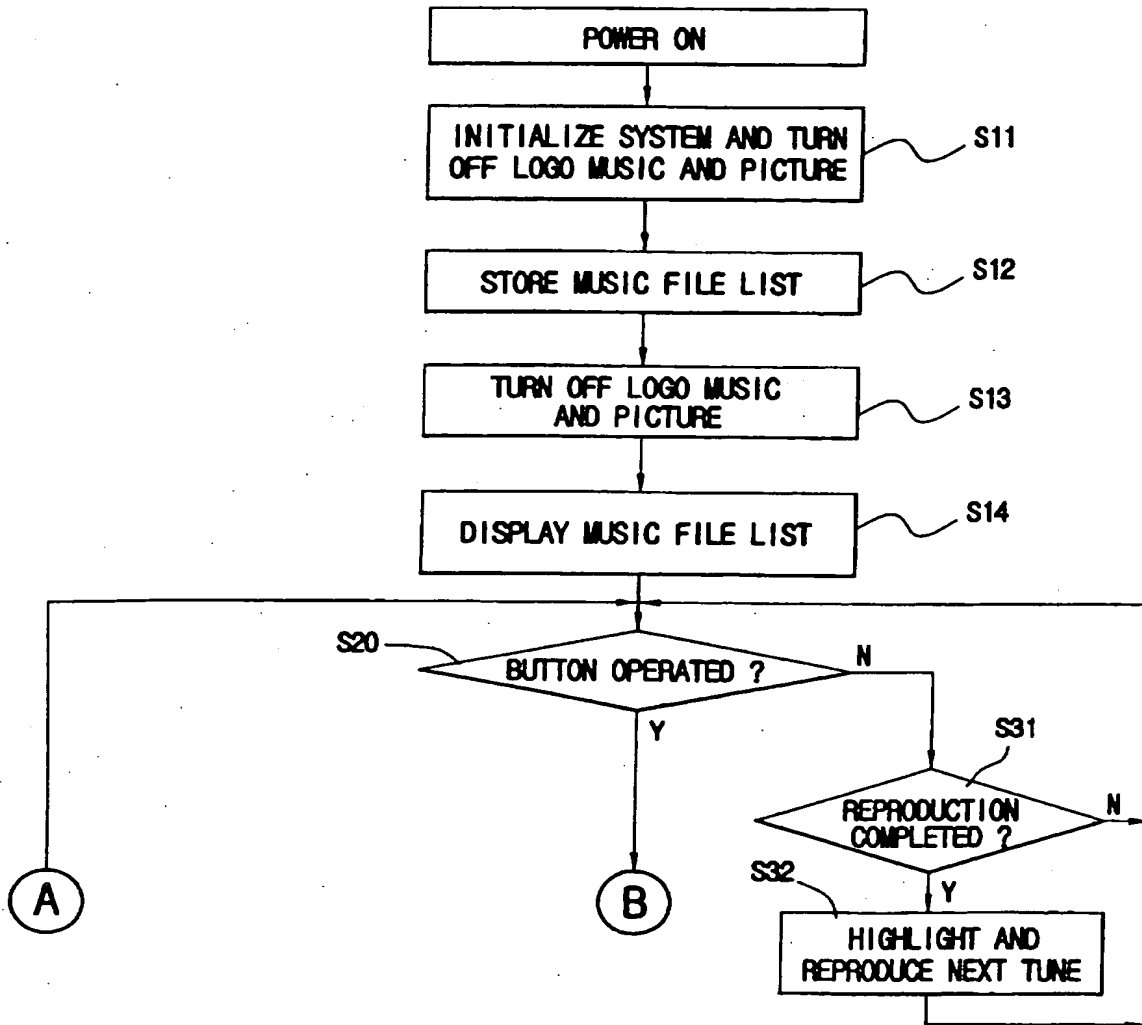 POWER ON
INITIALIZE SYSTEM AND TURN
OFF LOGO MUSIC AND PICTURE
S11
STORE MUSIC FILE LIST
S12
TURN OFF LOGO MUSIC
AND PICTURE
S13
DISPLAY MUSIC FILE LIST
S14
S20
BUTTON OPERATED ?
N
Y
S31
REPRODUCTION
COMPLETED ?
N
Y
S32
HIGHLIGHT AND
REPRODUCE NEXT TUNE
A
B